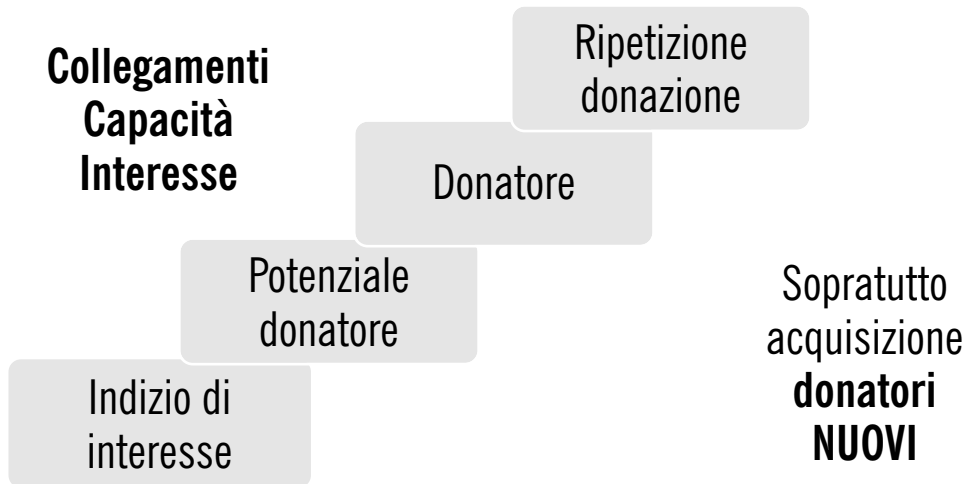 Collegamenti
Capacità
Interesse
Ripetizione
donazione
Donatore
Potenziale
donatore
Indizio di
interesse
Sopratutto
acquisizione
donatori
NUOVI